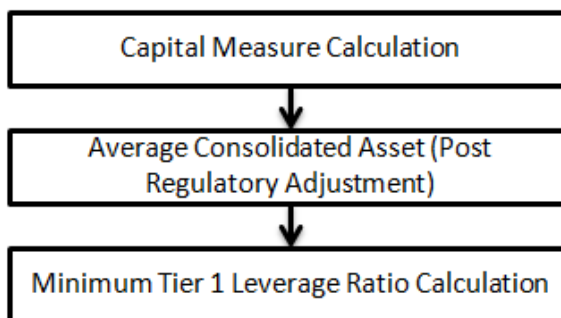 Capital Measure Calculation
Average Consolidated Asset (Post
Regulatory Adjustment)
Minimum Tier 1 Leverage Ratio Calculation